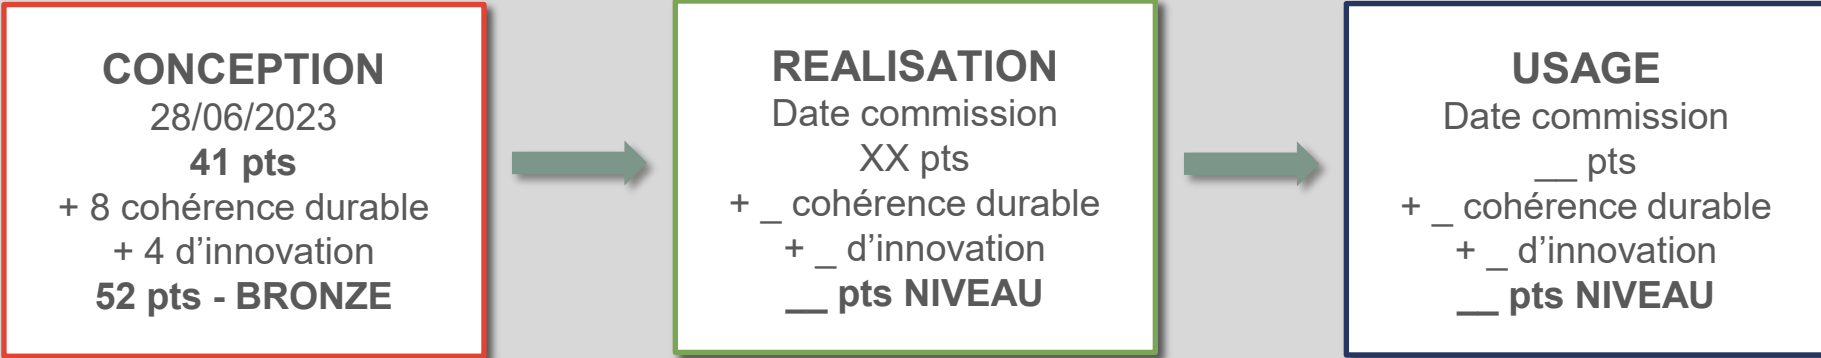 CONCEPTION
28/06/2023
41 pts
+ 8 cohérence durable
+ 4 d’innovation
52 pts - BRONZE
REALISATION
Date commission
XX pts
+ _ cohérence durable
+ _ d’innovation
__ pts NIVEAU
USAGE
Date commission
__ pts
+ _ cohérence durable
+ _ d’innovation
__ pts NIVEAU